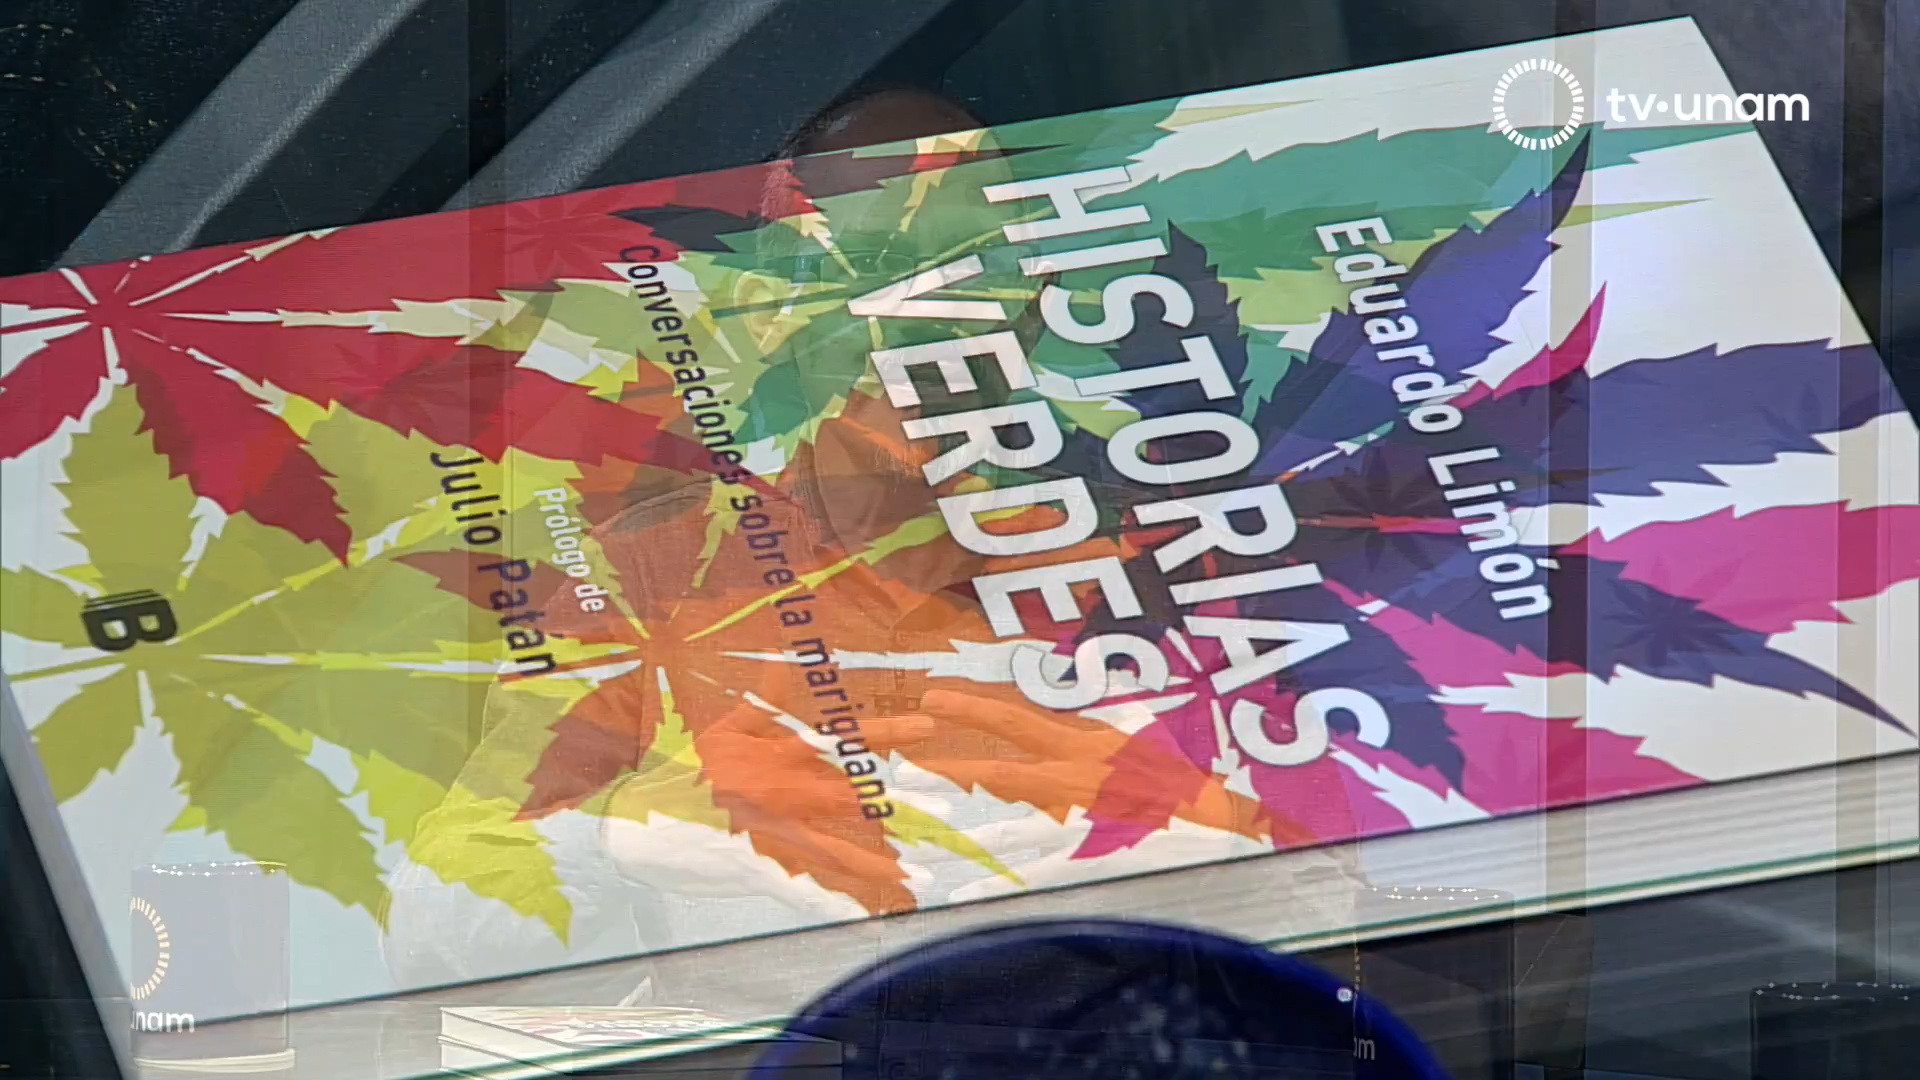 tv·unam
Eduardo Limón
HISTORIAS
VERDES
Conversaciones sobre la mariguana
Prólogo de
Julio Patán
B
unam